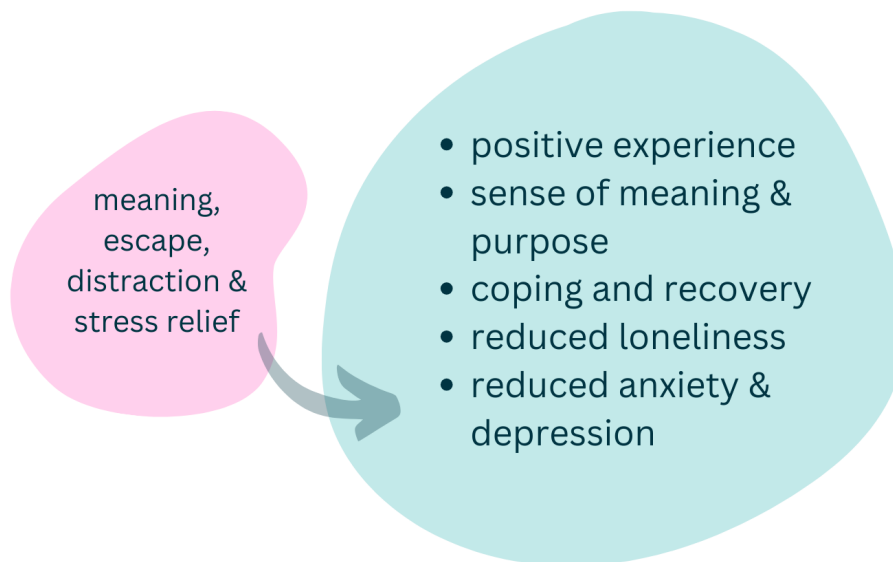 meaning,
escape,
distraction &
stress relief
• positive experience
• sense of meaning &
purpose
• coping and recovery
• reduced loneliness
• reduced anxiety &
depression